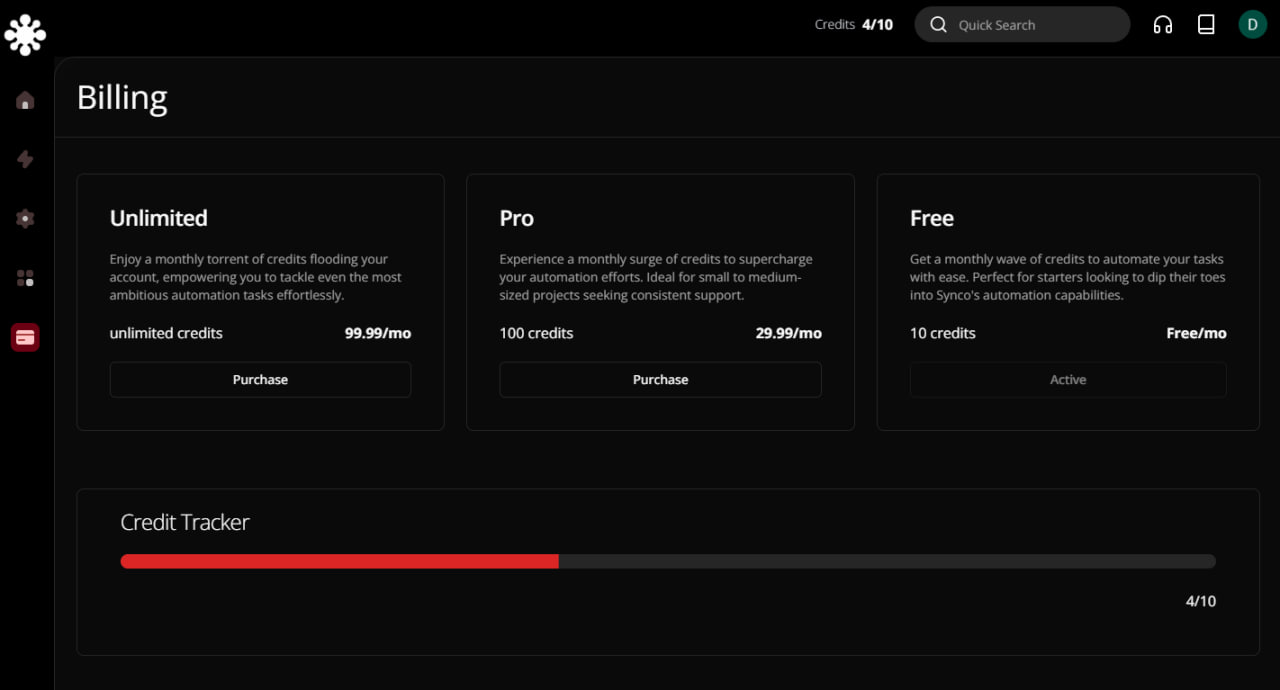 Credits 4/10
Quick Search
D
Billing
Unlimited
Enjoy a monthly torrent of credits flooding your
account, empowering you to tackle even the most
ambitious automation tasks effortlessly.
unlimited credits 99.99/mo
Purchase
Pro
Experience a monthly surge of credits to supercharge
your automation efforts. Ideal for small to medium-
sized projects seeking consistent support.
100 credits 29.99/mo
Purchase
Free
Get a monthly wave of credits to automate your tasks
with ease. Perfect for starters looking to dip their toes
into Synco's automation capabilities.
10 credits Free/mo
Active
Credit Tracker
4/10